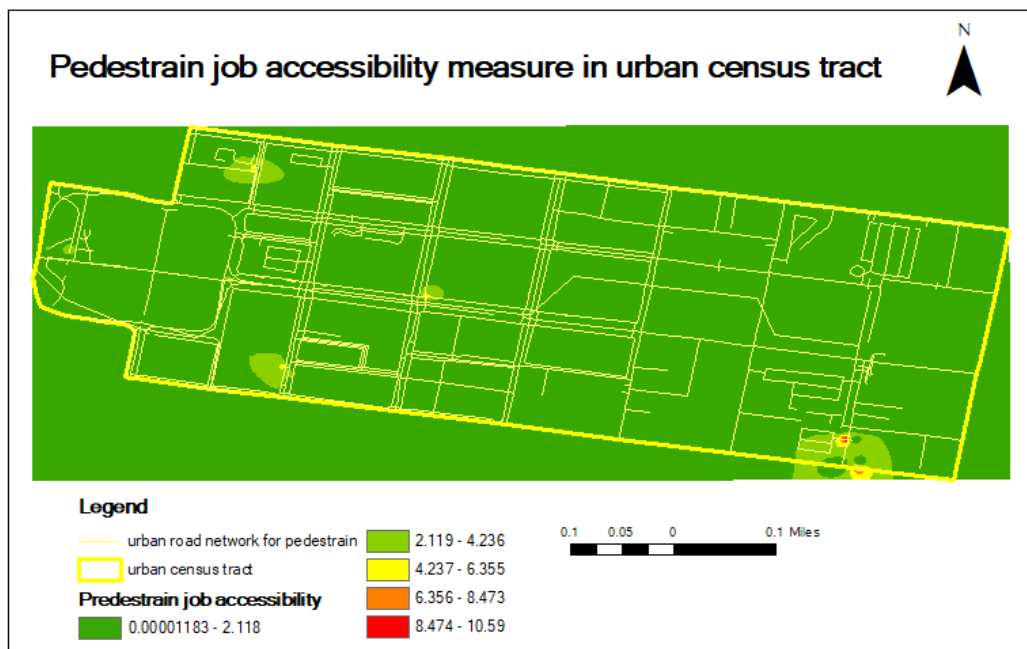 N
Pedestrain job accessibility measure in urban census tract
Legend
urban road network for pedestrain
urban census tract
Predestrain job accessibility
0.00001183 - 2.118
2.119 - 4.236
4.237 - 6.355
6.356 - 8.473
8.474 - 10.59
0.1 0.05 0 0.1 Miles